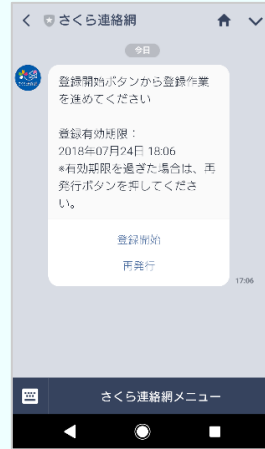 さくら連絡網
今日
登録開始ボタンから登録作業
を進めてください
登録有効期限：
2018年07月24日 18:06
*有効期限を過ぎた場合は、再
発行ボタンを押してくださ
い。
登録開始
再発行
17:06
さくら連絡網メニュー